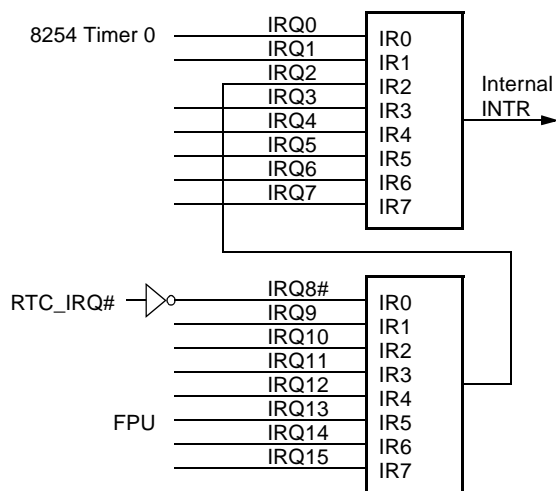 8254 Timer 0
IRQ0
IRQ1
IRQ2
IRQ3
IRQ4
IRQ5
IRQ6
IRQ7
IR0
IR1
IR2
IR3
IR4
IR5
IR6
IR7
Internal
INTR
RTC_IRQ#
FPU
IRQ8#
IRQ9
IRQ10
IRQ11
IRQ12
IRQ13
IRQ14
IRQ15
IR0
IR1
IR2
IR3
IR4
IR5
IR6
IR7